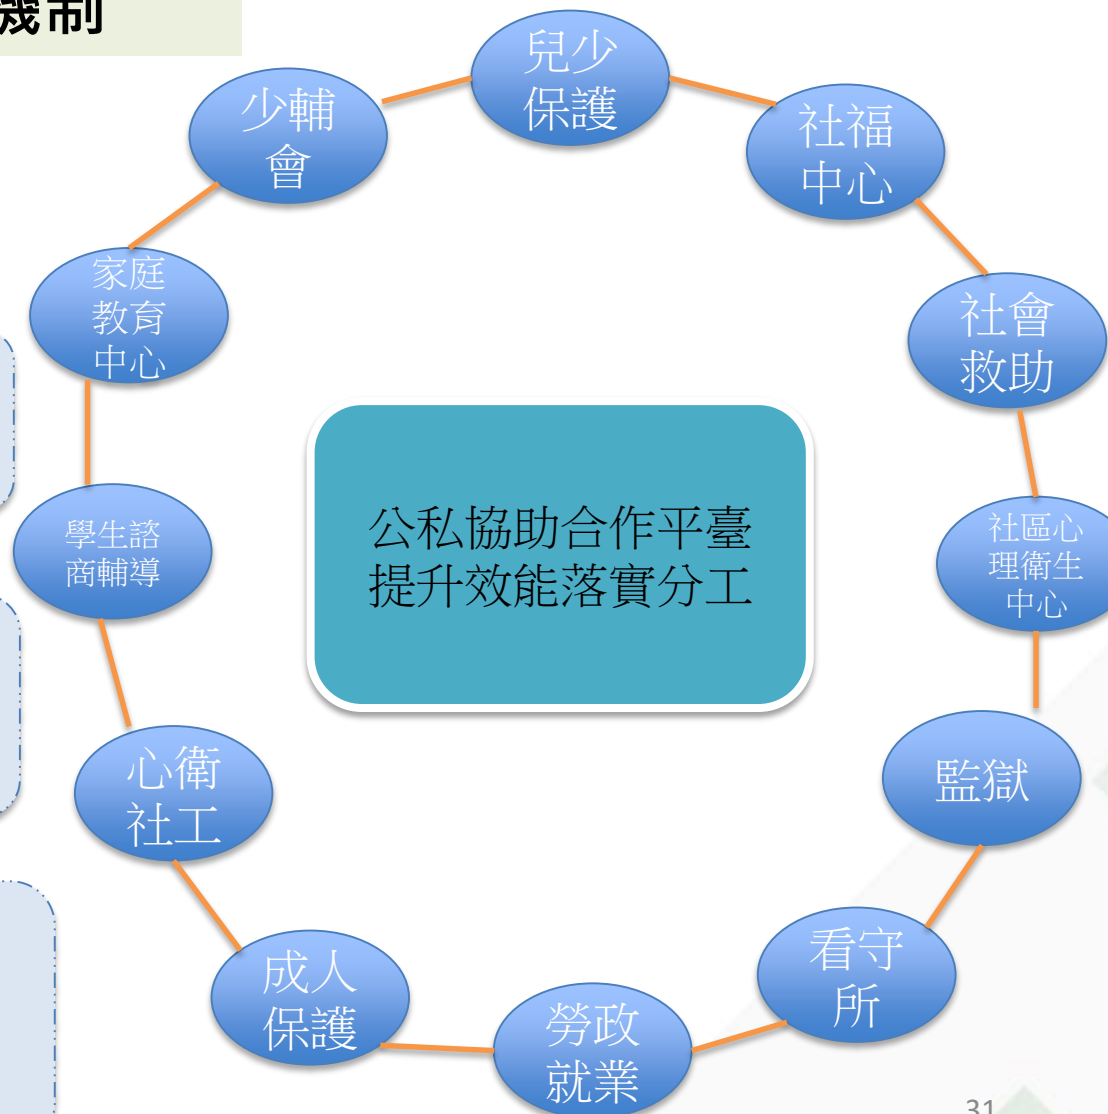 機制
兒少
保護
社福
中心
社會
救助
社區心
理衛生
中心
監獄
看守
所
勞政
就業
成人
保護
心衛
社工
學生諮
商輔導
家庭
教育
中心
少輔
會
公私協助合作平臺
提升效能落實分工
31